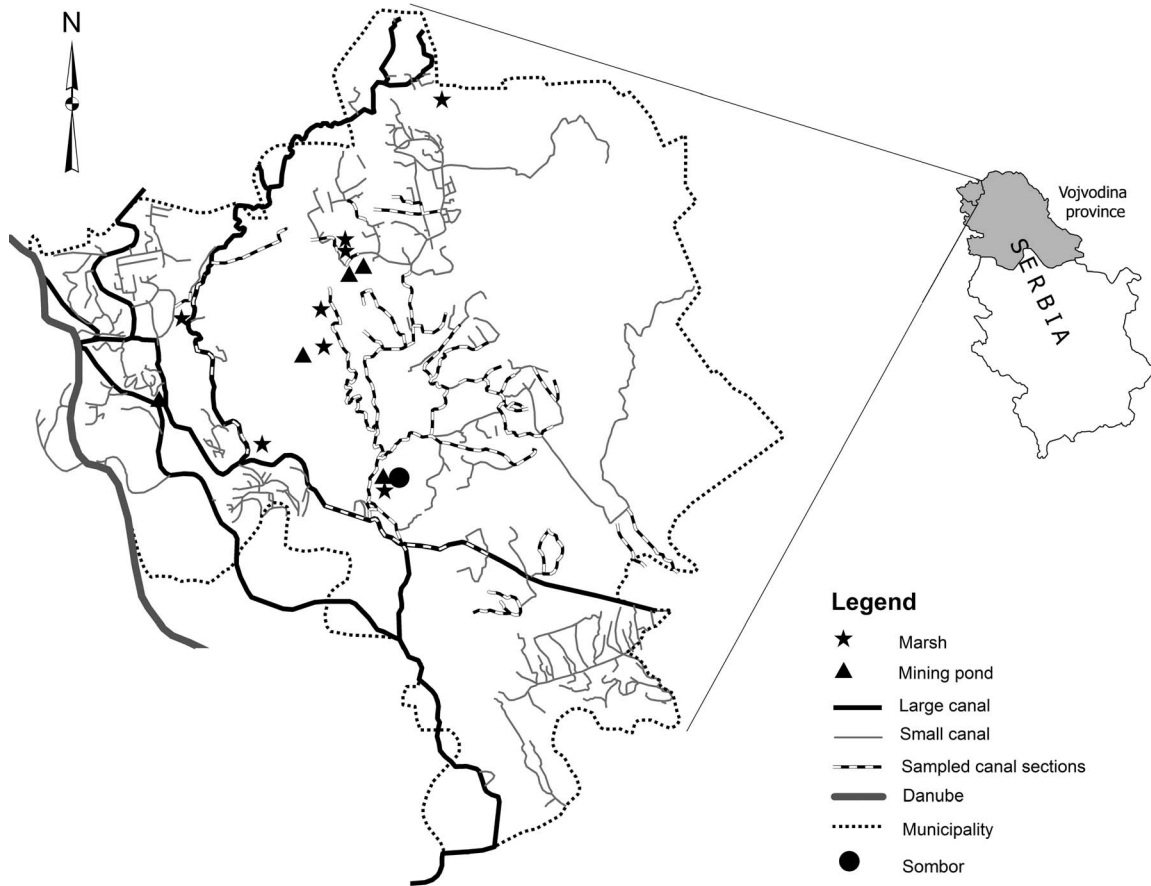 N
Vojvodina
province
SERBIA
Legend
Marsh
Mining pond
Large canal
Small canal
Sampled canal sections
Danube
Municipality
Sombor